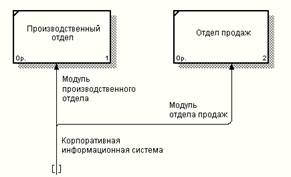 Производственный
отдел
0р.
1
Отдел продаж
0р.
2
Модуль
производственного
отдела
Модуль
отдела продаж
Корпоративная
информационная система
[ ]